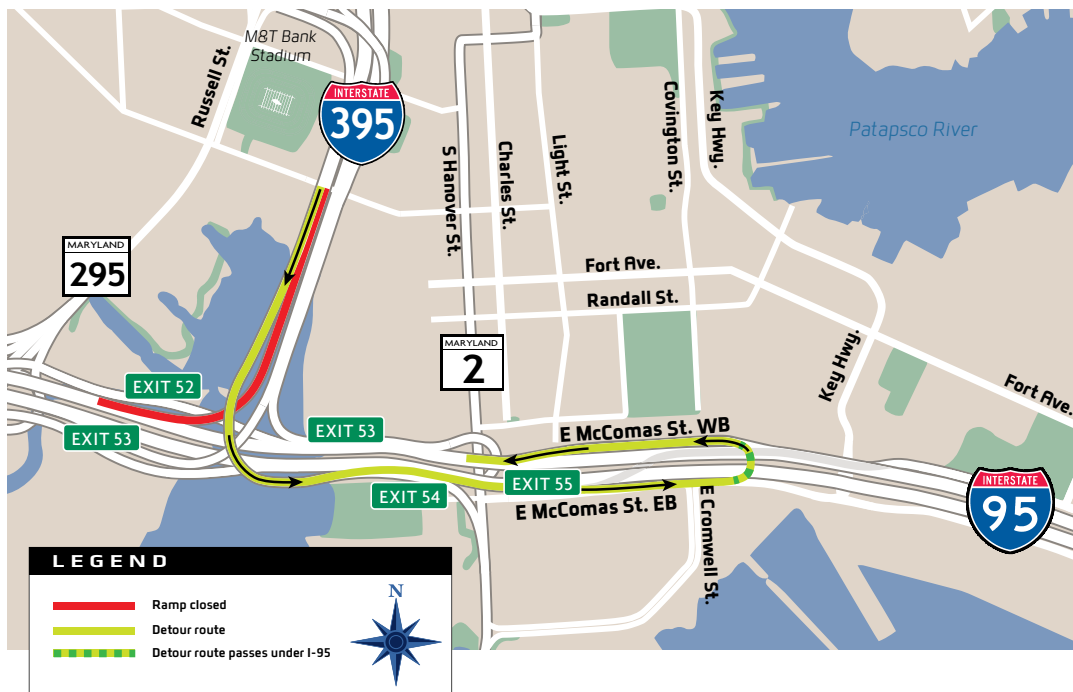 M&T Bank
Stadium
Russell St.
INTERSTATE
395
Covington St.
Key Hwy.
Patapsco River
S Hanover St.
Charles St.
Light St.
MARYLAND
295
Fort Ave.
Randall St.
MARYLAND
2
Key Hwy.
Fort Ave.
EXIT 52
EXIT 53
EXIT 53
E McComas St. WB
EXIT 54
EXIT 55
E McComas St. EB
E Cromwell St.
INTERSTATE
95
LEGEND
Ramp closed
Detour route
Detour route passes under I-95
N